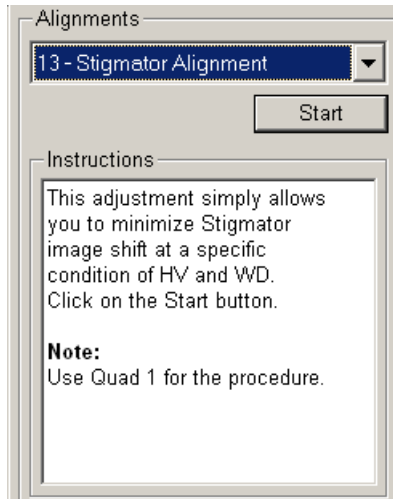 Alignments
13 - Stigmator Alignment
Start
Instructions
This adjustment simply allows
you to minimize Stigmator
image shift at a specific
condition of HV and WD.
Click on the Start button.
Note:
Use Quad 1 for the procedure.